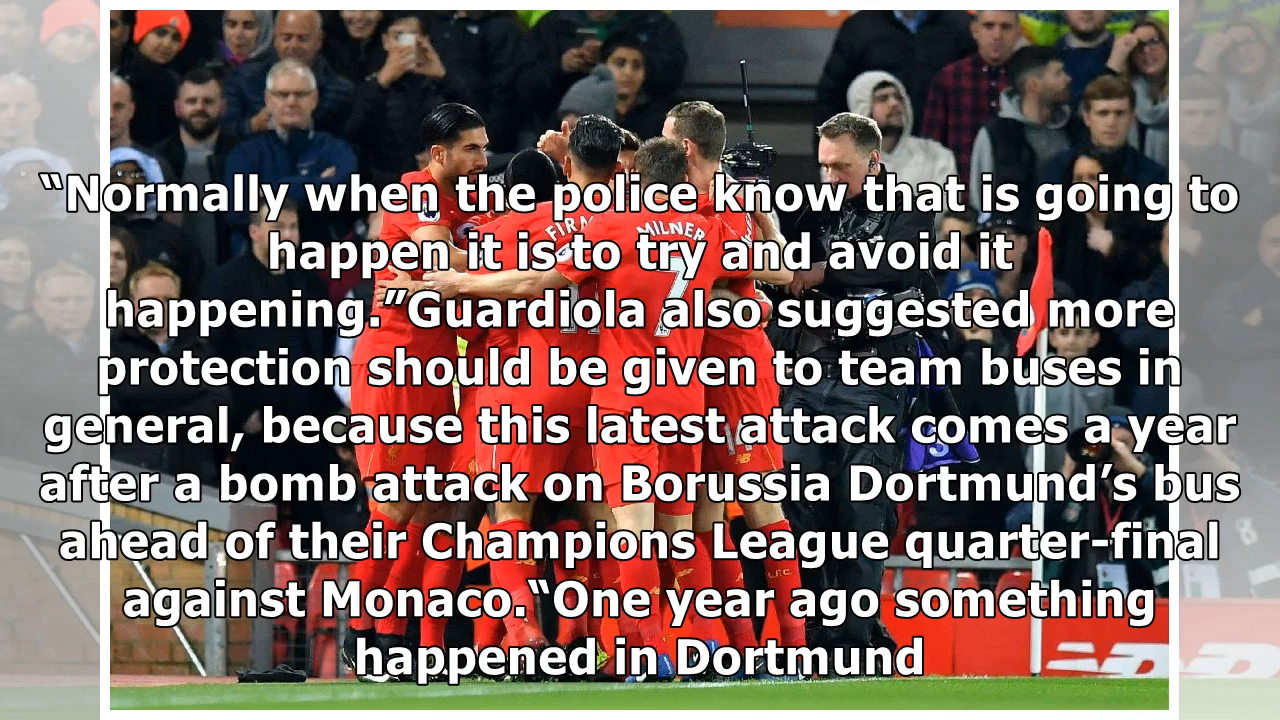 “Normally when the police know that is going to
happen it is to try and avoid it
happening.”Guardiola also suggested more
protection should be given to team buses in
general, because this latest attack comes a year
after a bomb attack on Borussia Dortmund’s bus
ahead of their Champions League quarter-final
against Monaco.“One year ago something
happened in Dortmund
MILNER
7
L.F.C.